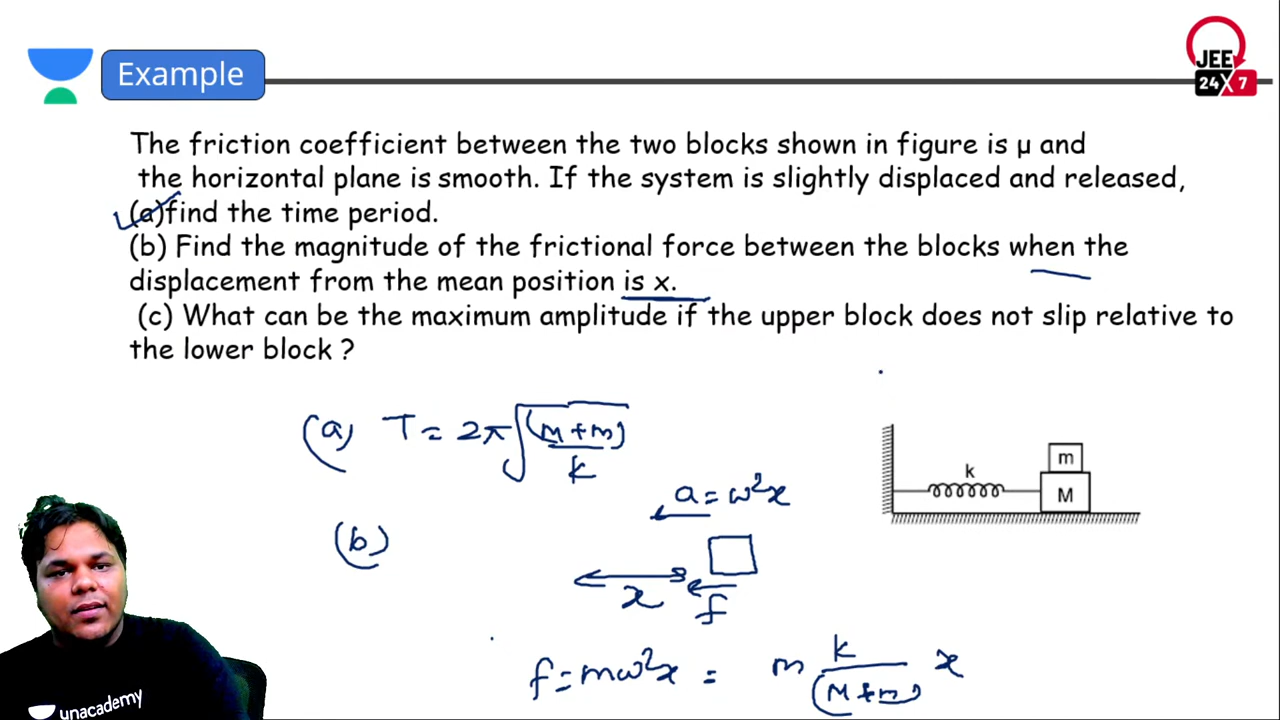 Example
JEE
24X7
The friction coefficient between the two blocks shown in figure is μ and
the horizontal plane is smooth. If the system is slightly displaced and released,
(a)find the time period.
(b) Find the magnitude of the frictional force between the blocks when the
displacement from the mean position is x.
(c) What can be the maximum amplitude if the upper block does not slip relative to
the lower block ?
(a) T = 2π√((M+m)/k)
k
m
M
a = ω²x
(b)
x
f
f = mω²x = m k/(M+m) x
unacademy